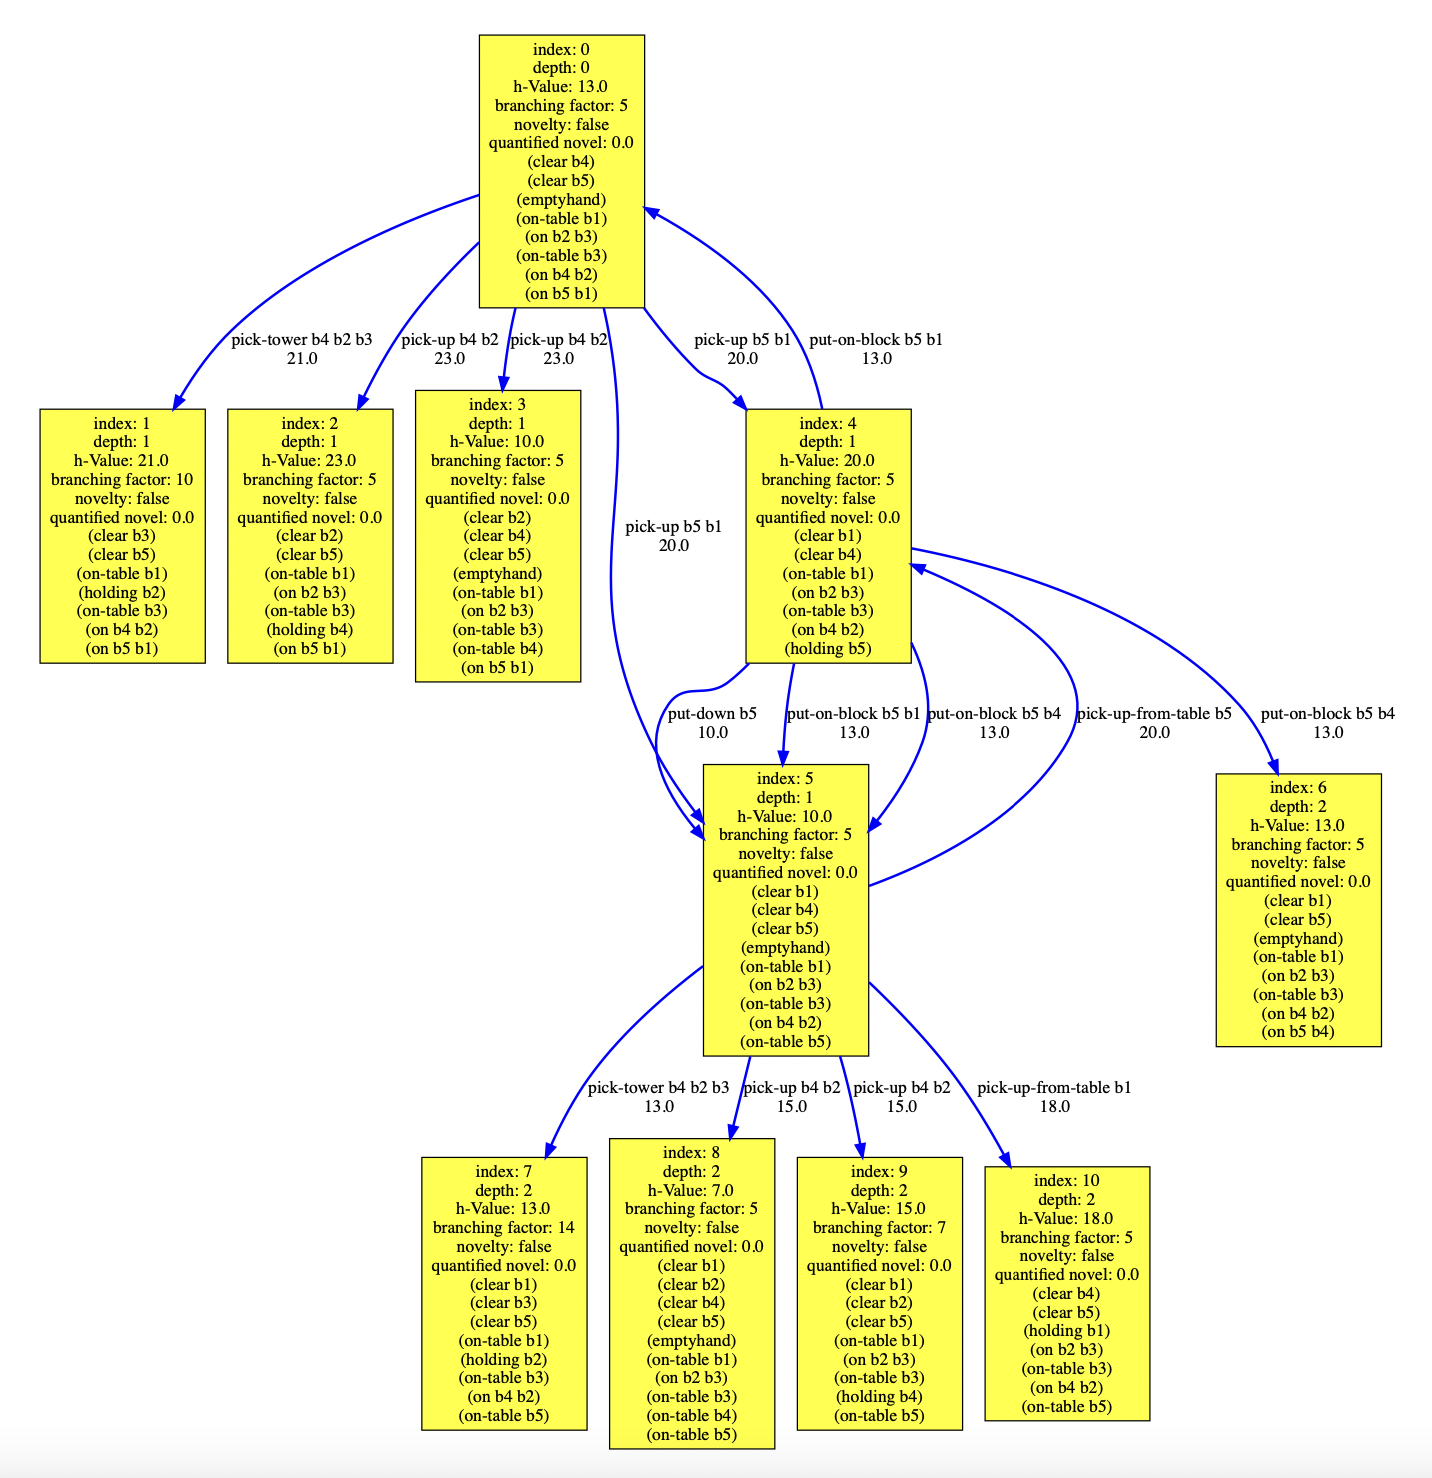 index: 0
depth: 0
h-Value: 13.0
branching factor: 5
novelty: false
quantified novel: 0.0
(clear b4)
(clear b5)
(emptyhand)
(on-table b1)
(on b2 b3)
(on-table b3)
(on b4 b2)
(on b5 b1)
pick-tower b4 b2 b3
21.0
pick-up b4 b2
23.0
pick-up b4 b2
23.0
pick-up b5 b1
20.0
put-on-block b5 b1
13.0
index: 1
depth: 1
h-Value: 21.0
branching factor: 10
novelty: false
quantified novel: 0.0
(clear b3)
(clear b5)
(on-table b1)
(holding b2)
(on-table b3)
(on b4 b2)
(on b5 b1)
index: 2
depth: 1
h-Value: 23.0
branching factor: 5
novelty: false
quantified novel: 0.0
(clear b2)
(clear b5)
(on-table b1)
(on b2 b3)
(on-table b3)
(holding b4)
(on b5 b1)
index: 3
depth: 1
h-Value: 10.0
branching factor: 5
novelty: false
quantified novel: 0.0
(clear b2)
(clear b4)
(clear b5)
(emptyhand)
(on-table b1)
(on b2 b3)
(on-table b3)
(on-table b4)
(on b5 b1)
pick-up b5 b1
20.0
index: 4
depth: 1
h-Value: 20.0
branching factor: 5
novelty: false
quantified novel: 0.0
(clear b1)
(clear b4)
(on-table b1)
(on b2 b3)
(on-table b3)
(on b4 b2)
(holding b5)
put-down b5
10.0
put-on-block b5 b1
13.0
put-on-block b5 b4
13.0
pick-up-from-table b5
20.0
put-on-block b5 b4
13.0
index: 5
depth: 1
h-Value: 10.0
branching factor: 5
novelty: false
quantified novel: 0.0
(clear b1)
(clear b4)
(clear b5)
(emptyhand)
(on-table b1)
(on b2 b3)
(on-table b3)
(on b4 b2)
(on-table b5)
index: 6
depth: 2
h-Value: 13.0
branching factor: 5
novelty: false
quantified novel: 0.0
(clear b1)
(clear b5)
(emptyhand)
(on-table b1)
(on b2 b3)
(on-table b3)
(on b4 b2)
(on b5 b4)
pick-tower b4 b2 b3
13.0
pick-up b4 b2
15.0
pick-up b4 b2
15.0
pick-up-from-table b1
18.0
index: 7
depth: 2
h-Value: 13.0
branching factor: 14
novelty: false
quantified novel: 0.0
(clear b1)
(clear b3)
(clear b5)
(on-table b1)
(holding b2)
(on-table b3)
(on b4 b2)
(on-table b5)
index: 8
depth: 2
h-Value: 7.0
branching factor: 5
novelty: false
quantified novel: 0.0
(clear b1)
(clear b2)
(clear b4)
(clear b5)
(emptyhand)
(on-table b1)
(on b2 b3)
(on-table b3)
(on-table b4)
(on-table b5)
index: 9
depth: 2
h-Value: 15.0
branching factor: 7
novelty: false
quantified novel: 0.0
(clear b1)
(clear b2)
(clear b5)
(on-table b1)
(on b2 b3)
(on-table b3)
(holding b4)
(on-table b5)
index: 10
depth: 2
h-Value: 18.0
branching factor: 5
novelty: false
quantified novel: 0.0
(clear b4)
(clear b5)
(holding b1)
(on b2 b3)
(on-table b3)
(on b4 b2)
(on-table b5)